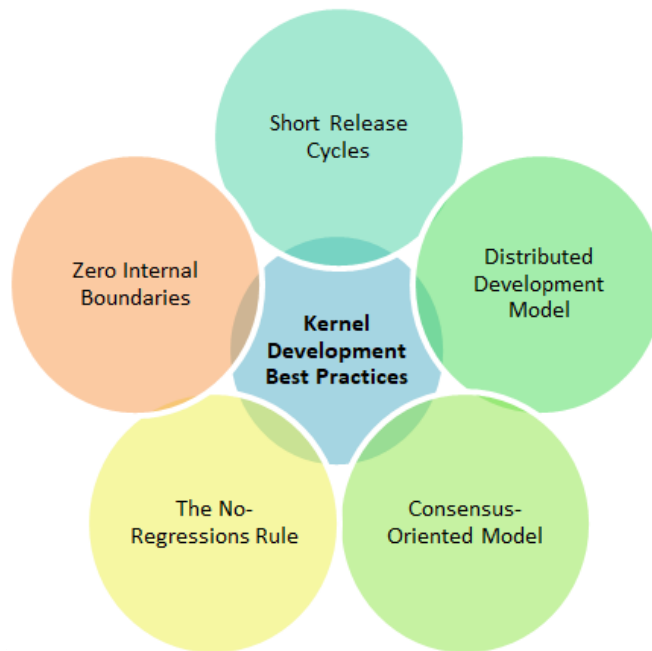 Short Release
Cycles
Zero Internal
Boundaries
Distributed
Development
Model
Kernel
Development
Best Practices
The No-
Regressions Rule
Consensus-
Oriented Model